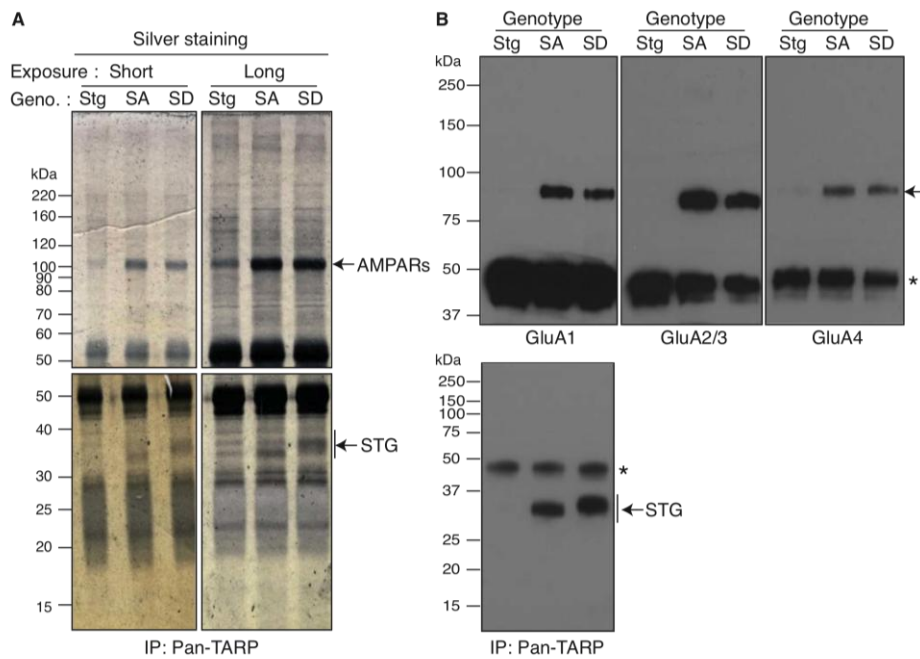 A
Silver staining
Exposure : Short Long
Geno. : Stg SA SD Stg SA SD
kDa
220
160
120
100
90
80
70
60
50
AMPARs
50
40
30
25
20
15
STG
IP: Pan-TARP
B
Genotype Genotype Genotype
Stg SA SD Stg SA SD Stg SA SD
kDa
250
150
100
75
50
37
*
GluA1 GluA2/3 GluA4
kDa
250
150
100
75
50
37
25
20
15
*
STG
IP: Pan-TARP